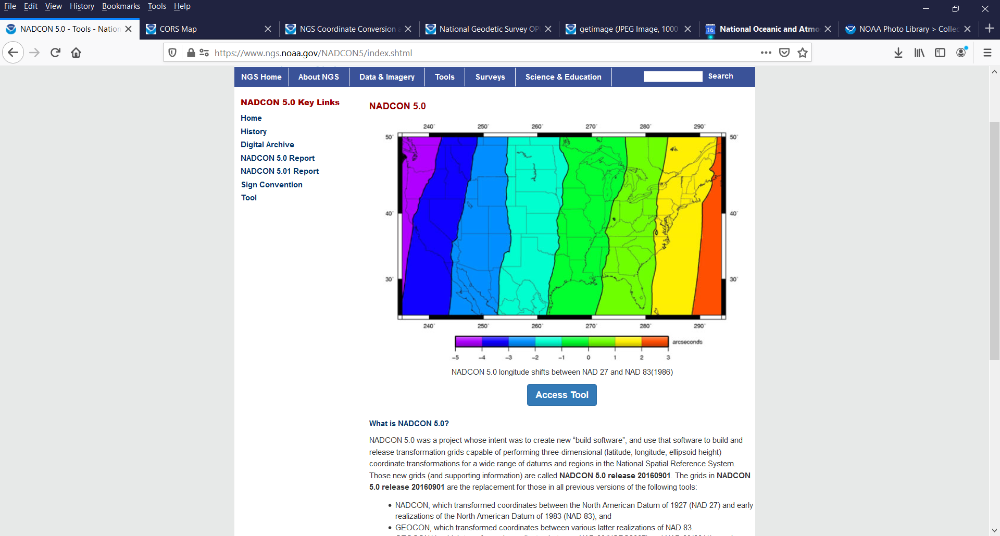 File Edit View History Bookmarks Tools Help
NADCON 5.0 - Tools - Nation
CORS Map
NGS Coordinate Conversion a
National Geodetic Survey OP
getimage (JPEG Image, 1000
16 National Oceanic and Atmo
NOAA Photo Library > Collec
https://www.ngs.noaa.gov/NADCON5/index.shtml
NGS Home About NGS Data & Imagery Tools Surveys Science & Education Search
NADCON 5.0 Key Links
Home
History
Digital Archive
NADCON 5.0 Report
NADCON 5.01 Report
Sign Convention
Tool
NADCON 5.0
240° 250° 260° 270° 280° 290°
50° 50°
40° 40°
30° 30°
240° 250° 260° 270° 280° 290°
arcseconds
-5 -4 -3 -2 -1 0 1 2 3
NADCON 5.0 longitude shifts between NAD 27 and NAD 83(1986)
Access Tool
What is NADCON 5.0?
NADCON 5.0 was a project whose intent was to create new “build software”, and use that software to build and
release transformation grids capable of performing three-dimensional (latitude, longitude, ellipsoid height)
coordinate transformations for a wide range of datums and regions in the National Spatial Reference System.
Those new grids (and supporting information) are called NADCON 5.0 release 20160901. The grids in NADCON
5.0 release 20160901 are the replacement for those in all previous versions of the following tools:
• NADCON, which transformed coordinates between the North American Datum of 1927 (NAD 27) and early
realizations of the North American Datum of 1983 (NAD 83), and
• GEOCON, which transformed coordinates between various latter realizations of NAD 83.